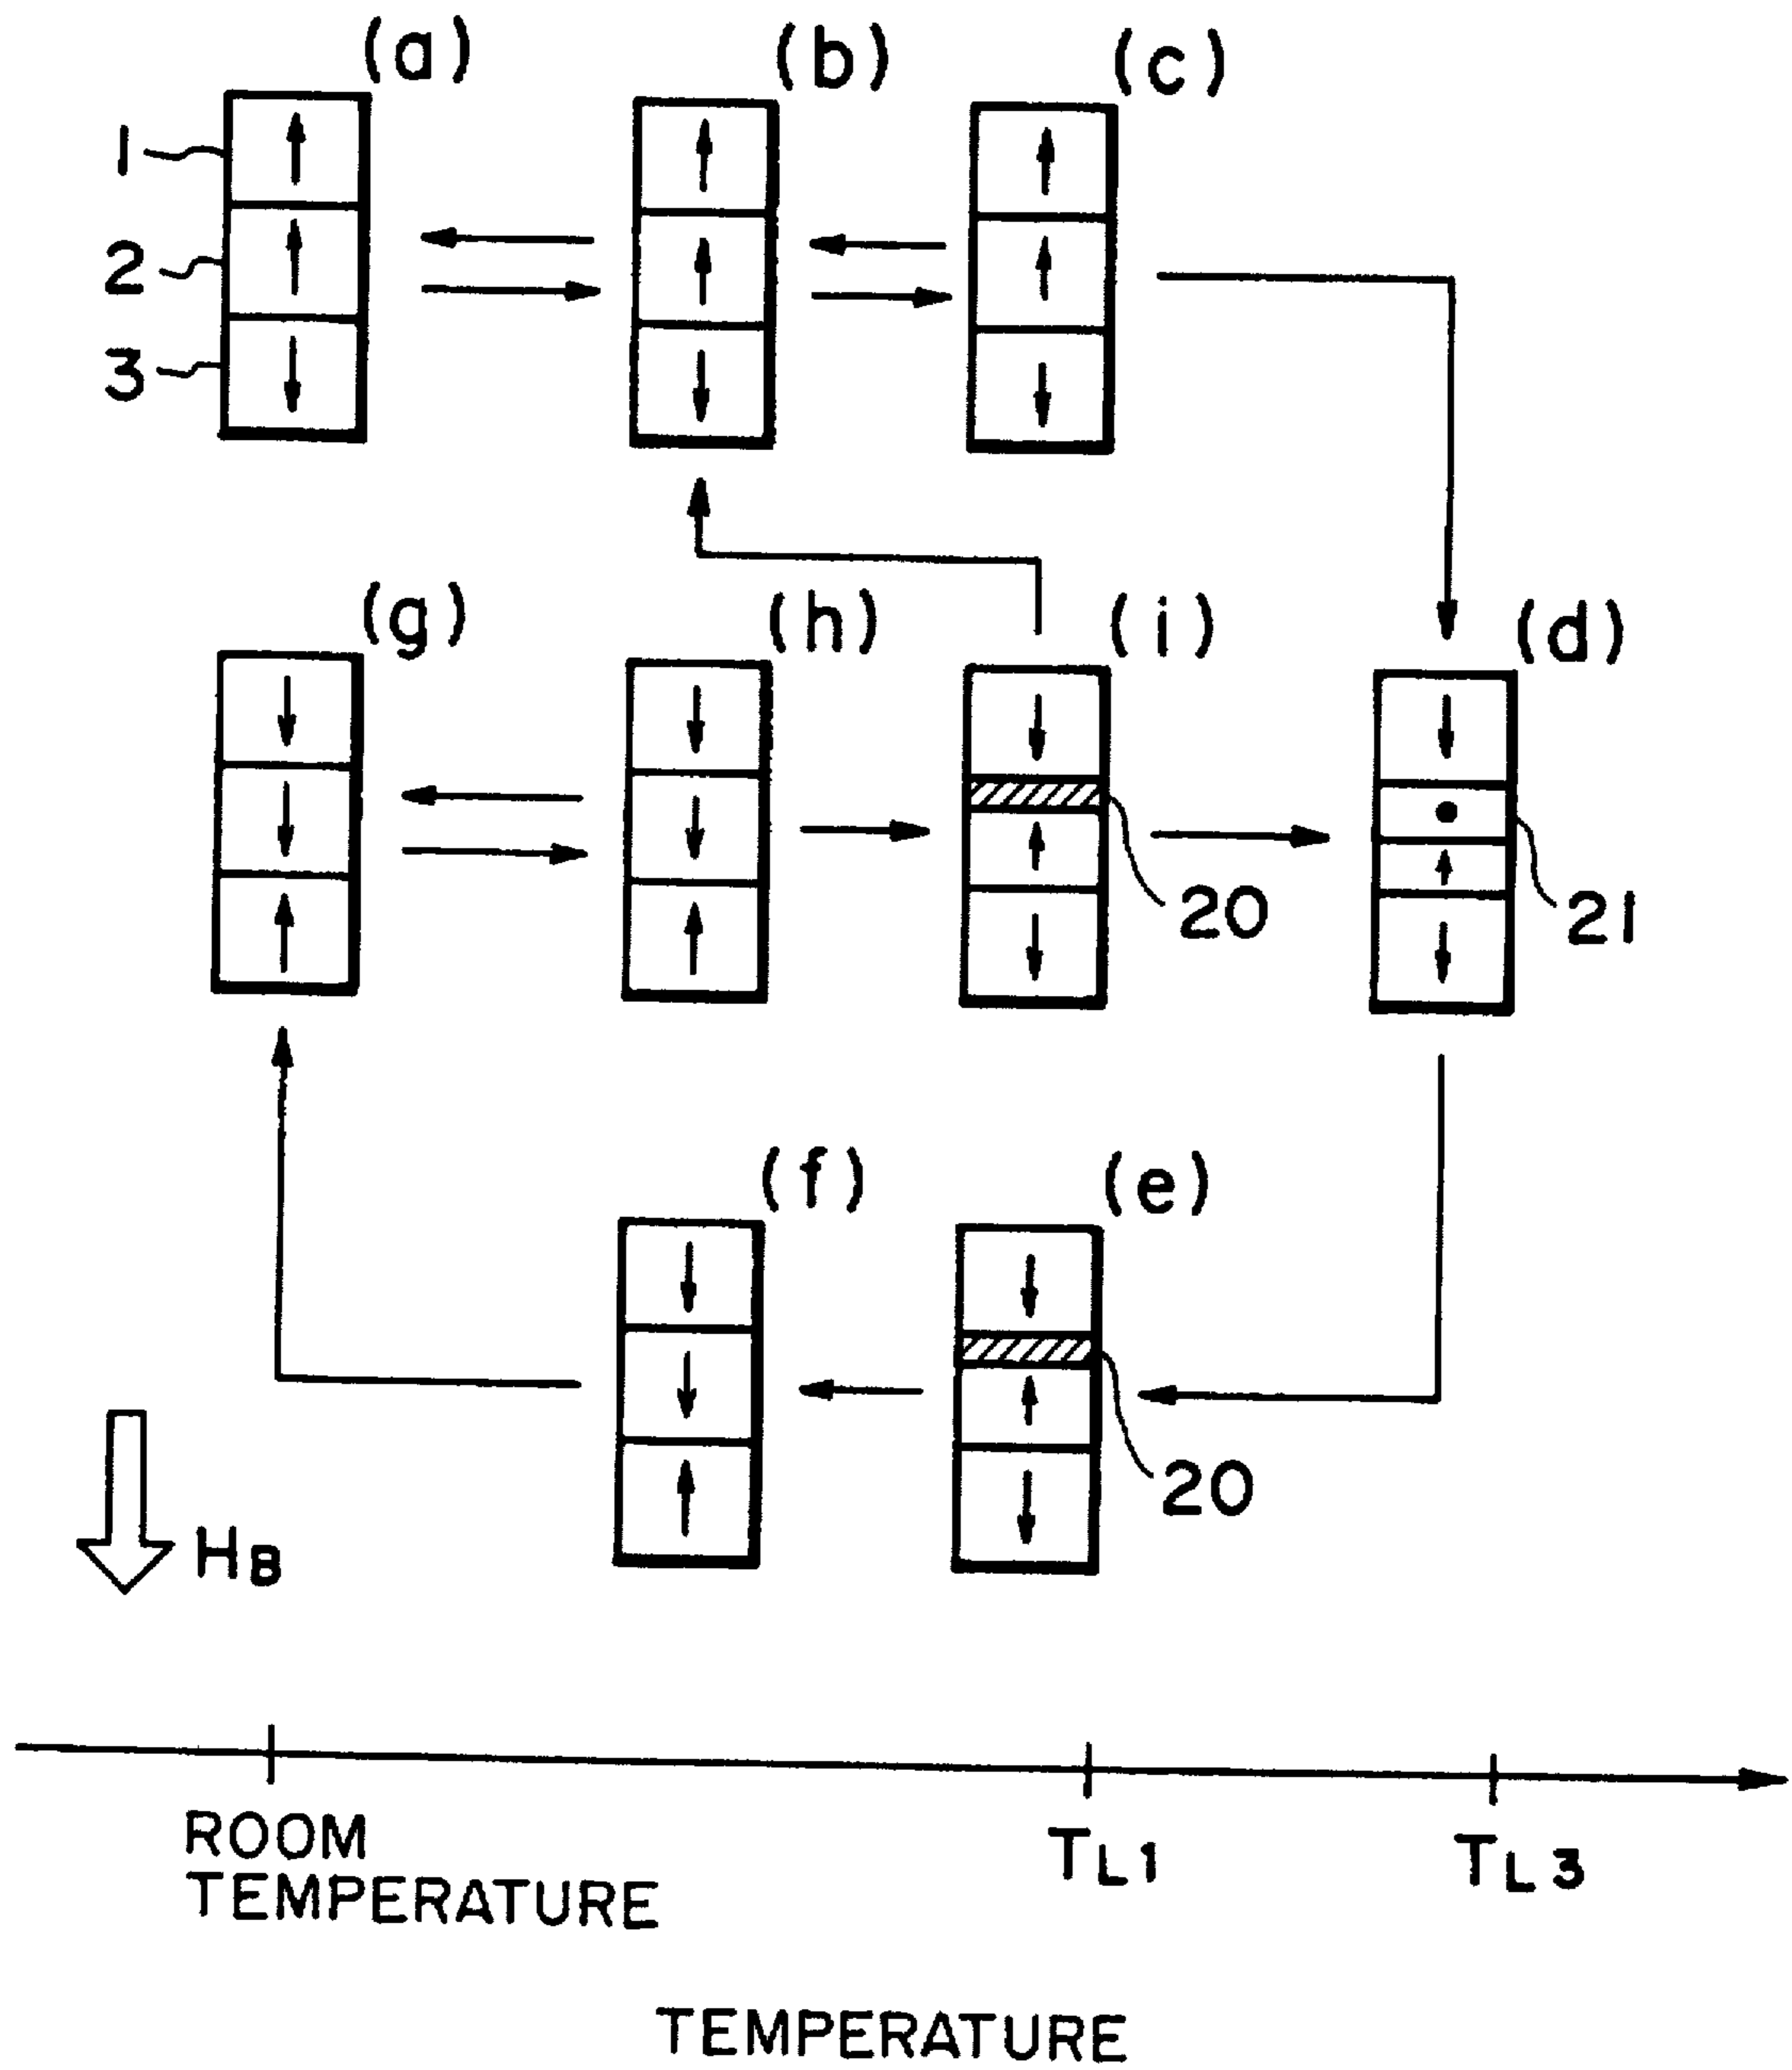 (a) (b) (c)
1
2
3
(g) (h) (i) (d)
20 21
(f) (e)
20
HB
ROOM TEMPERATURE TL1 TL3
TEMPERATURE